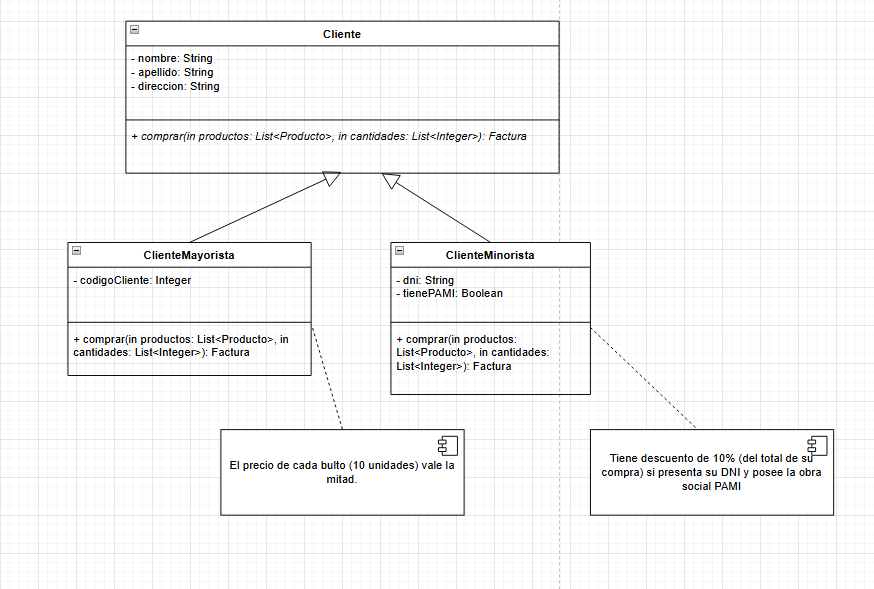 Cliente
- nombre: String
- apellido: String
- direccion: String
+ comprar(in productos: List<Producto>, in cantidades: List<Integer>): Factura
ClienteMayorista
- codigoCliente: Integer
+ comprar(in productos: List<Producto>, in
cantidades: List<Integer>): Factura
ClienteMinorista
- dni: String
- tienePAMI: Boolean
+ comprar(in productos:
List<Producto>, in cantidades:
List<Integer>): Factura
El precio de cada bulto (10 unidades) vale la
mitad.
Tiene descuento de 10% (del total de su
compra) si presenta su DNI y posee la obra
social PAMI